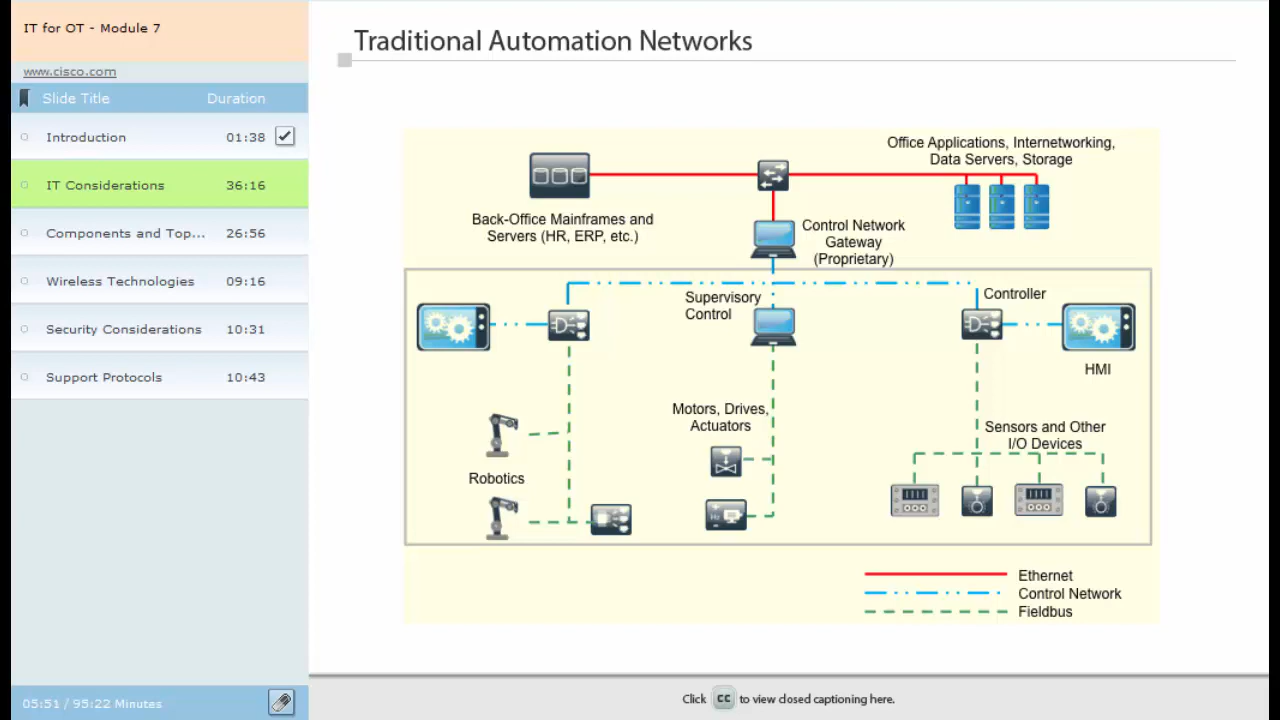 IT for OT - Module 7
www.cisco.com
Slide Title Duration
Introduction 01:38
IT Considerations 36:16
Components and Top... 26:56
Wireless Technologies 09:16
Security Considerations 10:31
Support Protocols 10:43
05:51 / 95:22 Minutes
Traditional Automation Networks
Office Applications, Internetworking,
Data Servers, Storage
Back-Office Mainframes and
Servers (HR, ERP, etc.)
Control Network
Gateway
(Proprietary)
Supervisory
Control
Controller
HMI
Motors, Drives,
Actuators
Sensors and Other
I/O Devices
Robotics
Hz
Ethernet
Control Network
Fieldbus
Click CC to view closed captioning here.